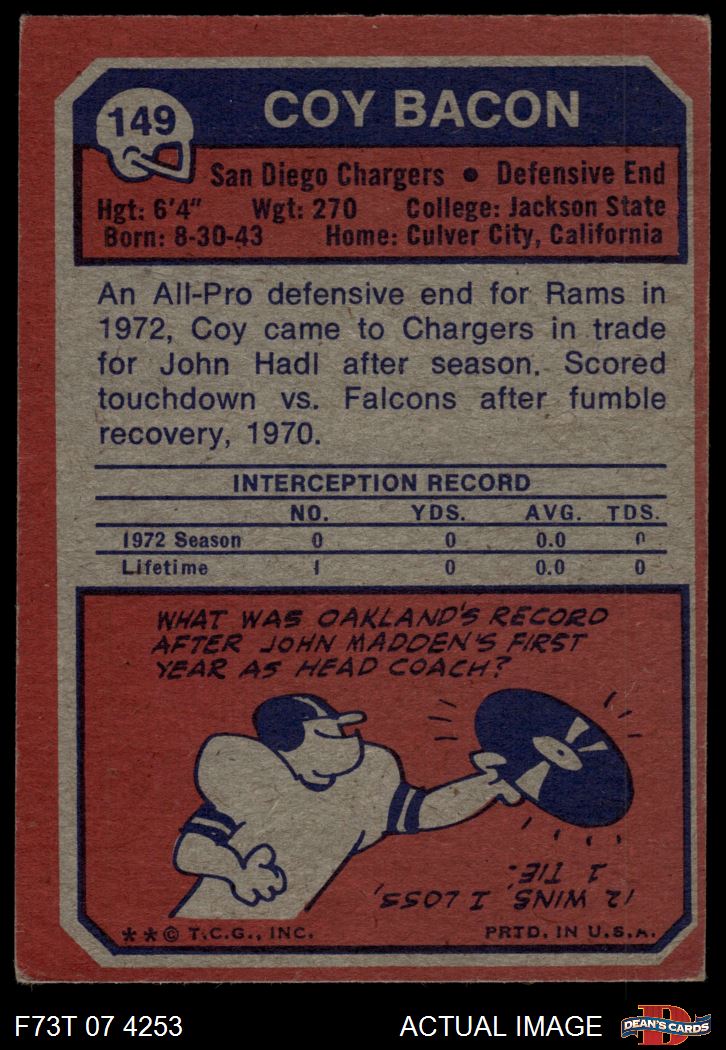 149
COY BACON
San Diego Chargers • Defensive End
Hgt: 6'4" Wgt: 270 College: Jackson State
Born: 8-30-43 Home: Culver City, California
An All-Pro defensive end for Rams in
1972, Coy came to Chargers in trade
for John Hadl after season. Scored
touchdown vs. Falcons after fumble
recovery, 1970.
INTERCEPTION RECORD
NO. YDS. AVG. TDS.
1972 Season 0 0 0.0 0
Lifetime 1 0 0.0 0
WHAT WAS OAKLAND'S RECORD
AFTER JOHN MADDEN'S FIRST
YEAR AS HEAD COACH?
12 WINS, 1 LOSS,
1 TIE.
**© T.C.G., INC. PRTD. IN U.S.A.
F73T 07 4253 ACTUAL IMAGE
D
DEAN'S CARDS